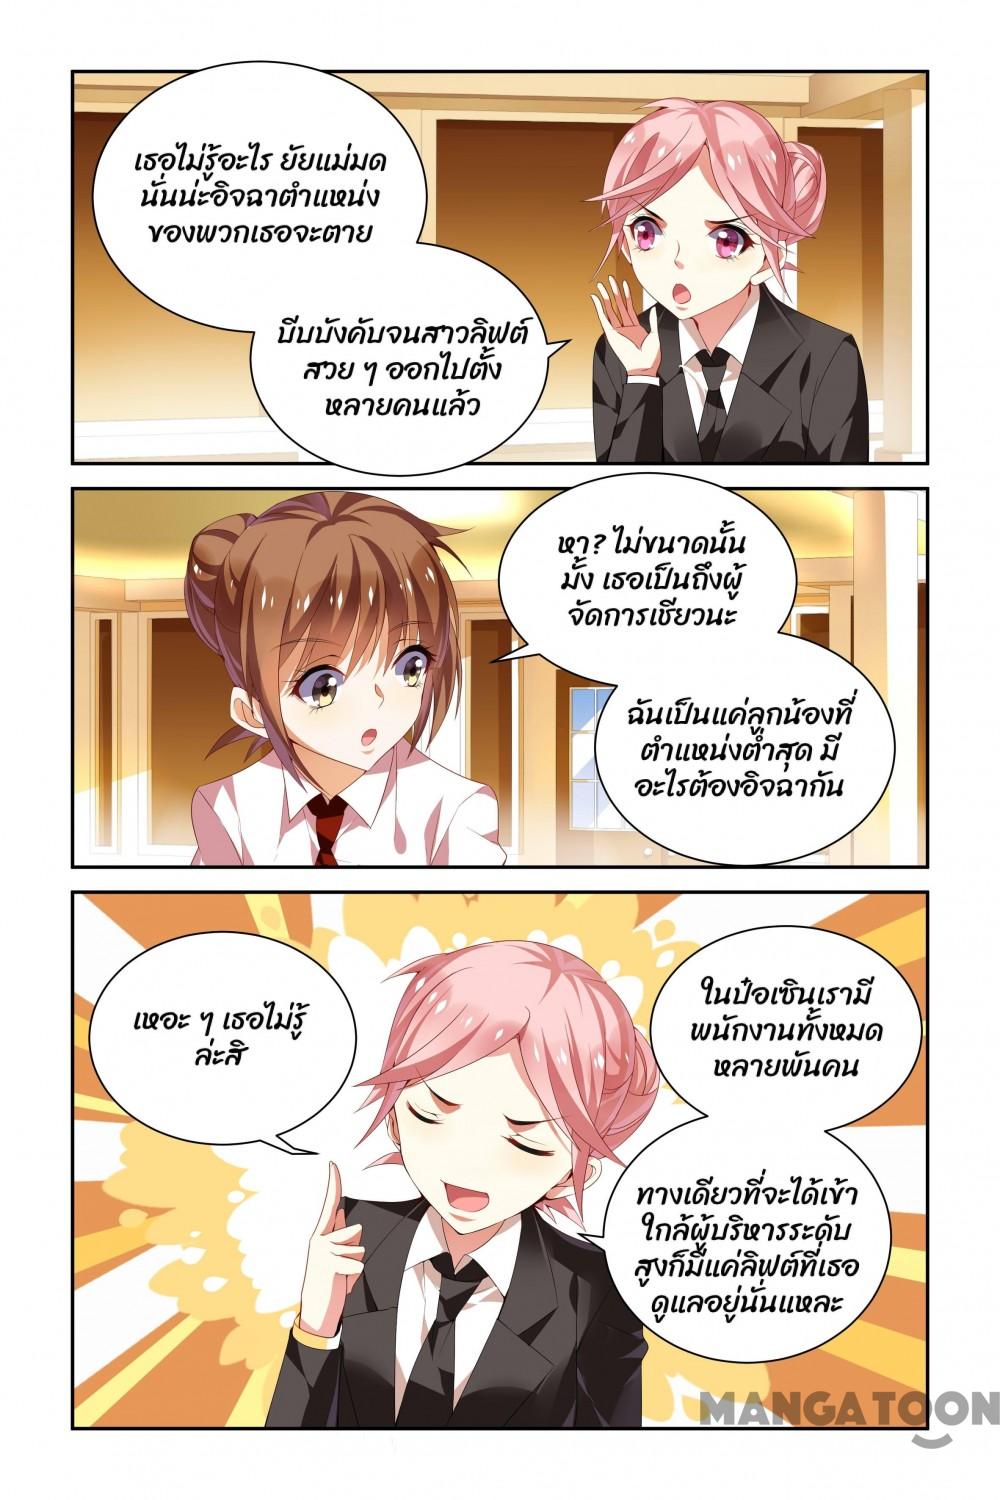 เธอไม่รู้อะไร ยัยแม่มด
นั่นน่ะอิจฉาตำแหน่ง
ของพวกเธอจะตาย
บีบบังคับจนสาวลิฟต์
สวย ๆ ออกไปตั้ง
หลายคนแล้ว
หา? ไม่ขนาดนั้น
มั้ง เธอเป็นถึงผู้
จัดการเชียวนะ
ฉันเป็นแค่ลูกน้องที่
ตำแหน่งต่ำสุด มี
อะไรต้องอิจฉากัน
เหอะ ๆ เธอไม่รู้
ล่ะสิ
ในป๋อเซินเรามี
พนักงานทั้งหมด
หลายพันคน
ทางเดียวที่จะได้เข้า
ใกล้ผู้บริหารระดับ
สูงก็มีแค่ลิฟต์ที่เธอ
ดูแลอยู่นั่นแหละ
MANGATOON